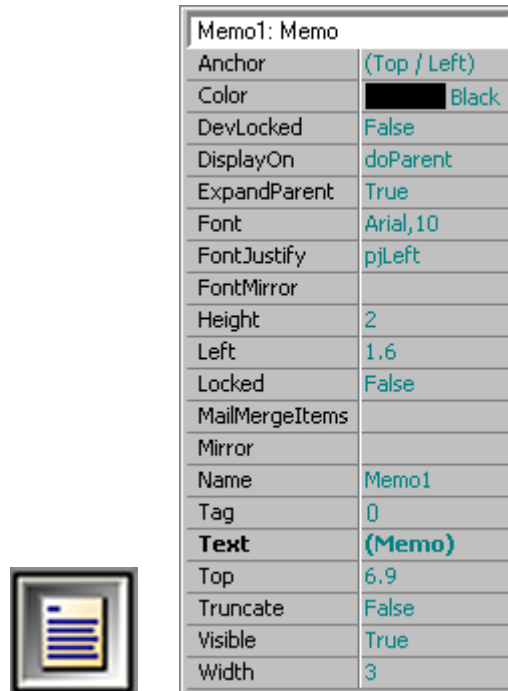 Memo1: Memo
Anchor (Top / Left)
Color Black
DevLocked False
DisplayOn doParent
ExpandParent True
Font Arial,10
FontJustify pjLeft
FontMirror
Height 2
Left 1.6
Locked False
MailMergeItems
Mirror
Name Memo1
Tag 0
Text (Memo)
Top 6.9
Truncate False
Visible True
Width 3